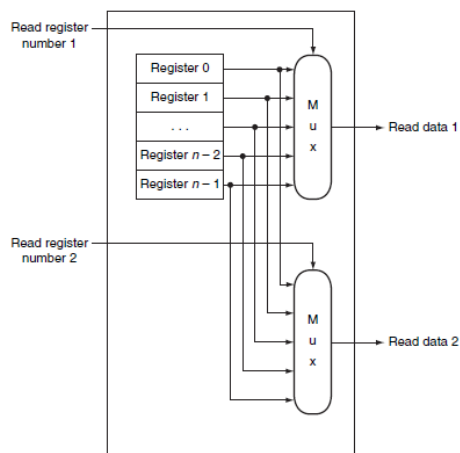 Read register
number 1
Register 0
Register 1
. . .
Register n – 2
Register n – 1
M
u
x
Read data 1
Read register
number 2
M
u
x
Read data 2